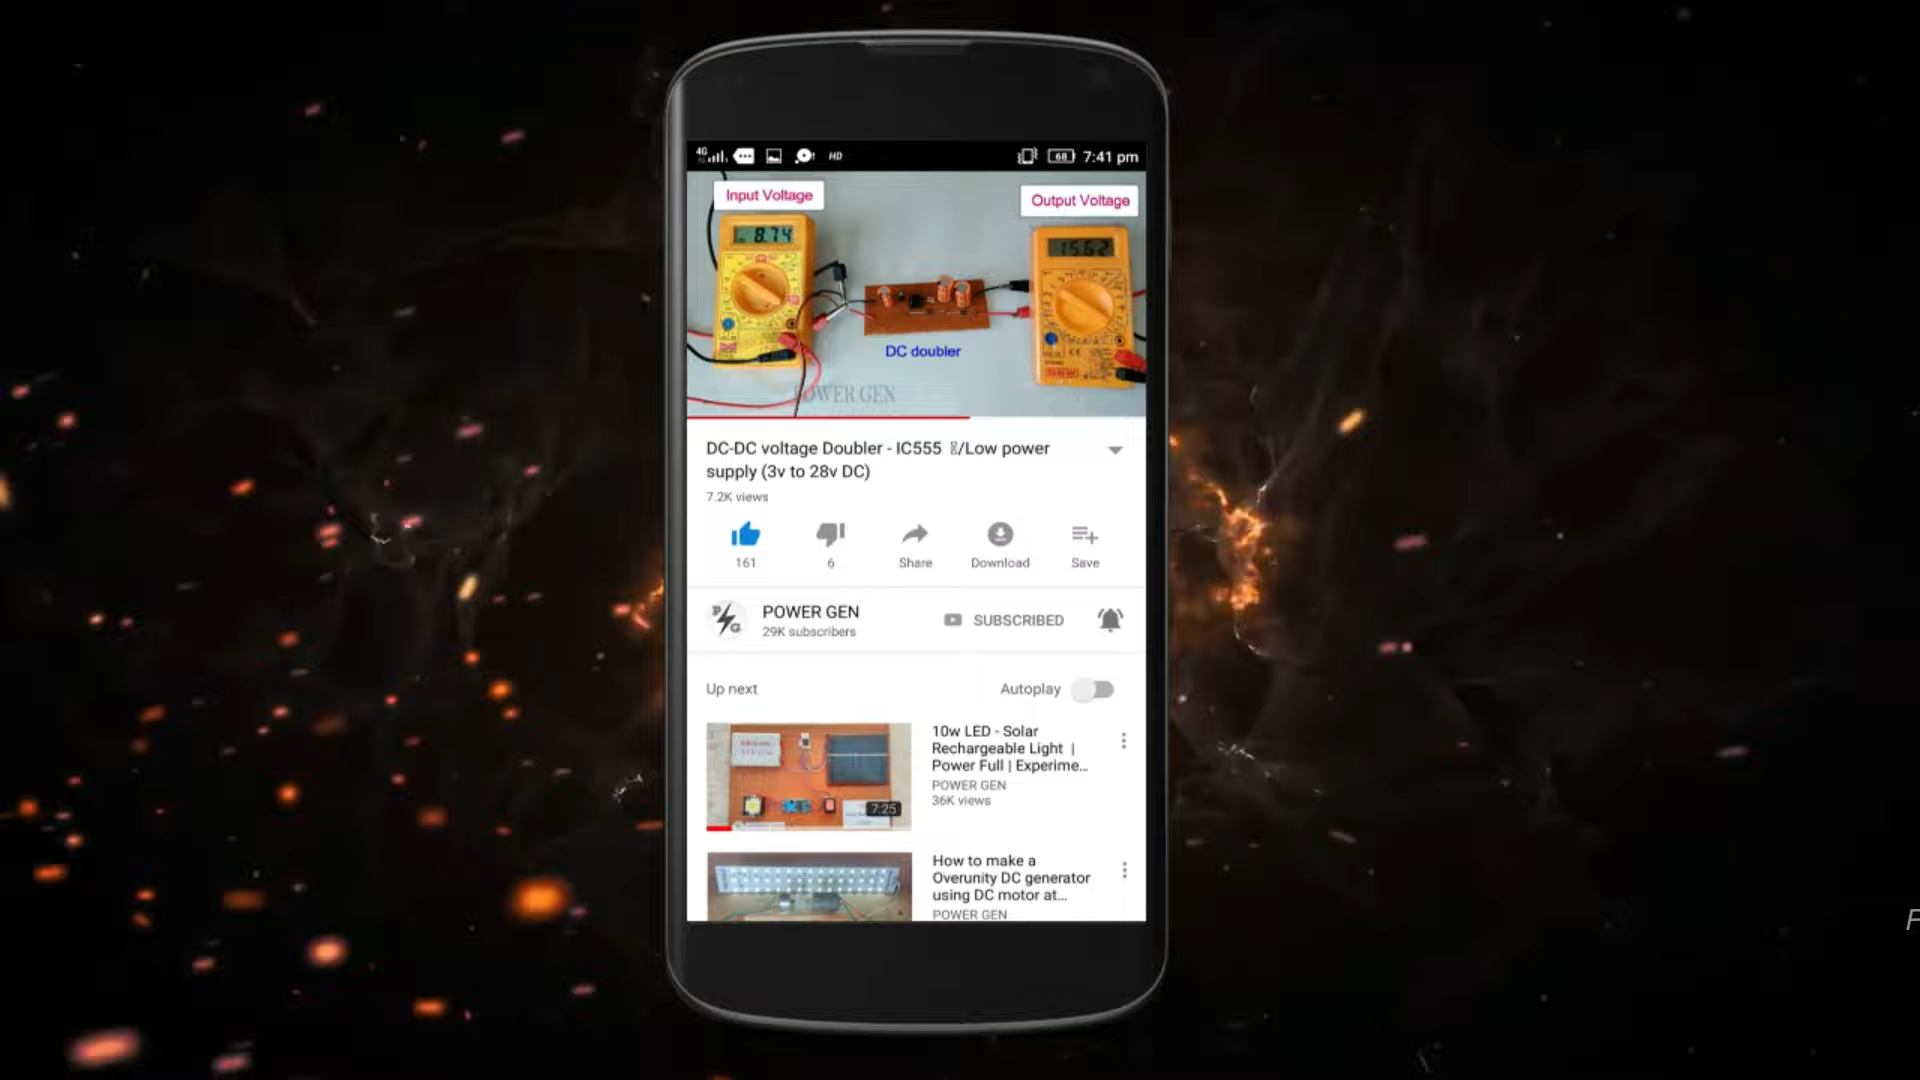 4G HD 68 7:41 pm
Input Voltage
Output Voltage
8.74
15.62
DC doubler
POWER GEN
DC-DC voltage Doubler - IC555 /Low power
supply (3v to 28v DC)
7.2K views
161
6
Share
Download
Save
POWER GEN
29K subscribers
SUBSCRIBED
Up next
Autoplay
10w LED - Solar
Rechargeable Light |
Power Full | Experime...
POWER GEN
36K views
7:25
How to make a
Overunity DC generator
using DC motor at...
POWER GEN